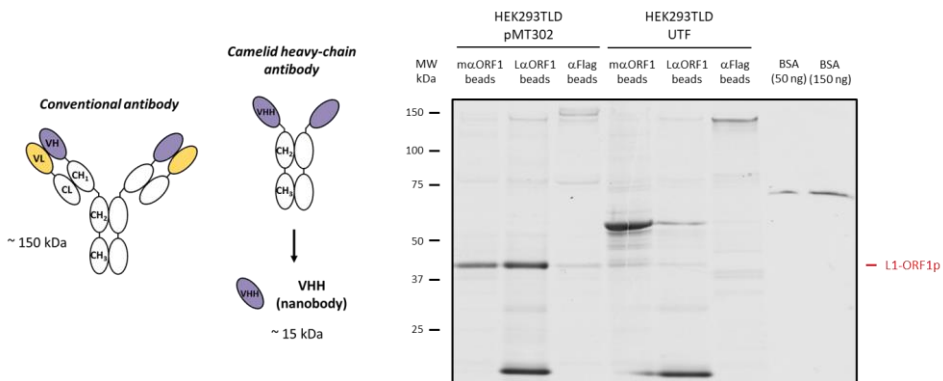 Conventional antibody
VH
VL
CH1
CL
CH2
CH3
~ 150 kDa
Camelid heavy-chain
antibody
VHH
CH2
CH3
VHH
VHH
(nanobody)
~ 15 kDa
HEK293TLD
pMT302
HEK293TLD
UTF
MW
kDa
mαORF1
beads
LαORF1
beads
αFlag
beads
mαORF1
beads
LαORF1
beads
αFlag
beads
BSA
(50 ng)
BSA
(150 ng)
150
100
75
50
37
25
L1-ORF1p